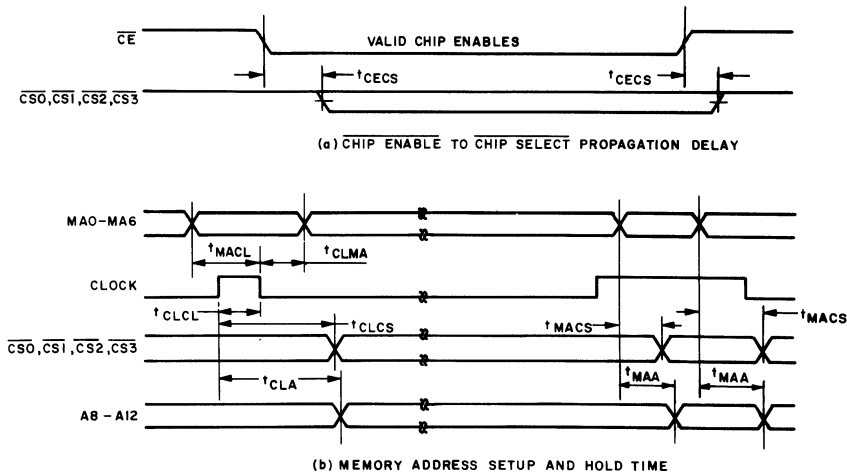 CE VALID CHIP ENABLES
tCECS tCECS
CS0,CS1,CS2,CS3
(a) CHIP ENABLE TO CHIP SELECT PROPAGATION DELAY
MA0-MA6
tMACL tCLMA
CLOCK
tCLCL tCLCS tMACS tMACS
CS0,CS1,CS2,CS3
tCLA tMAA tMAA
A8-A12
(b) MEMORY ADDRESS SETUP AND HOLD TIME